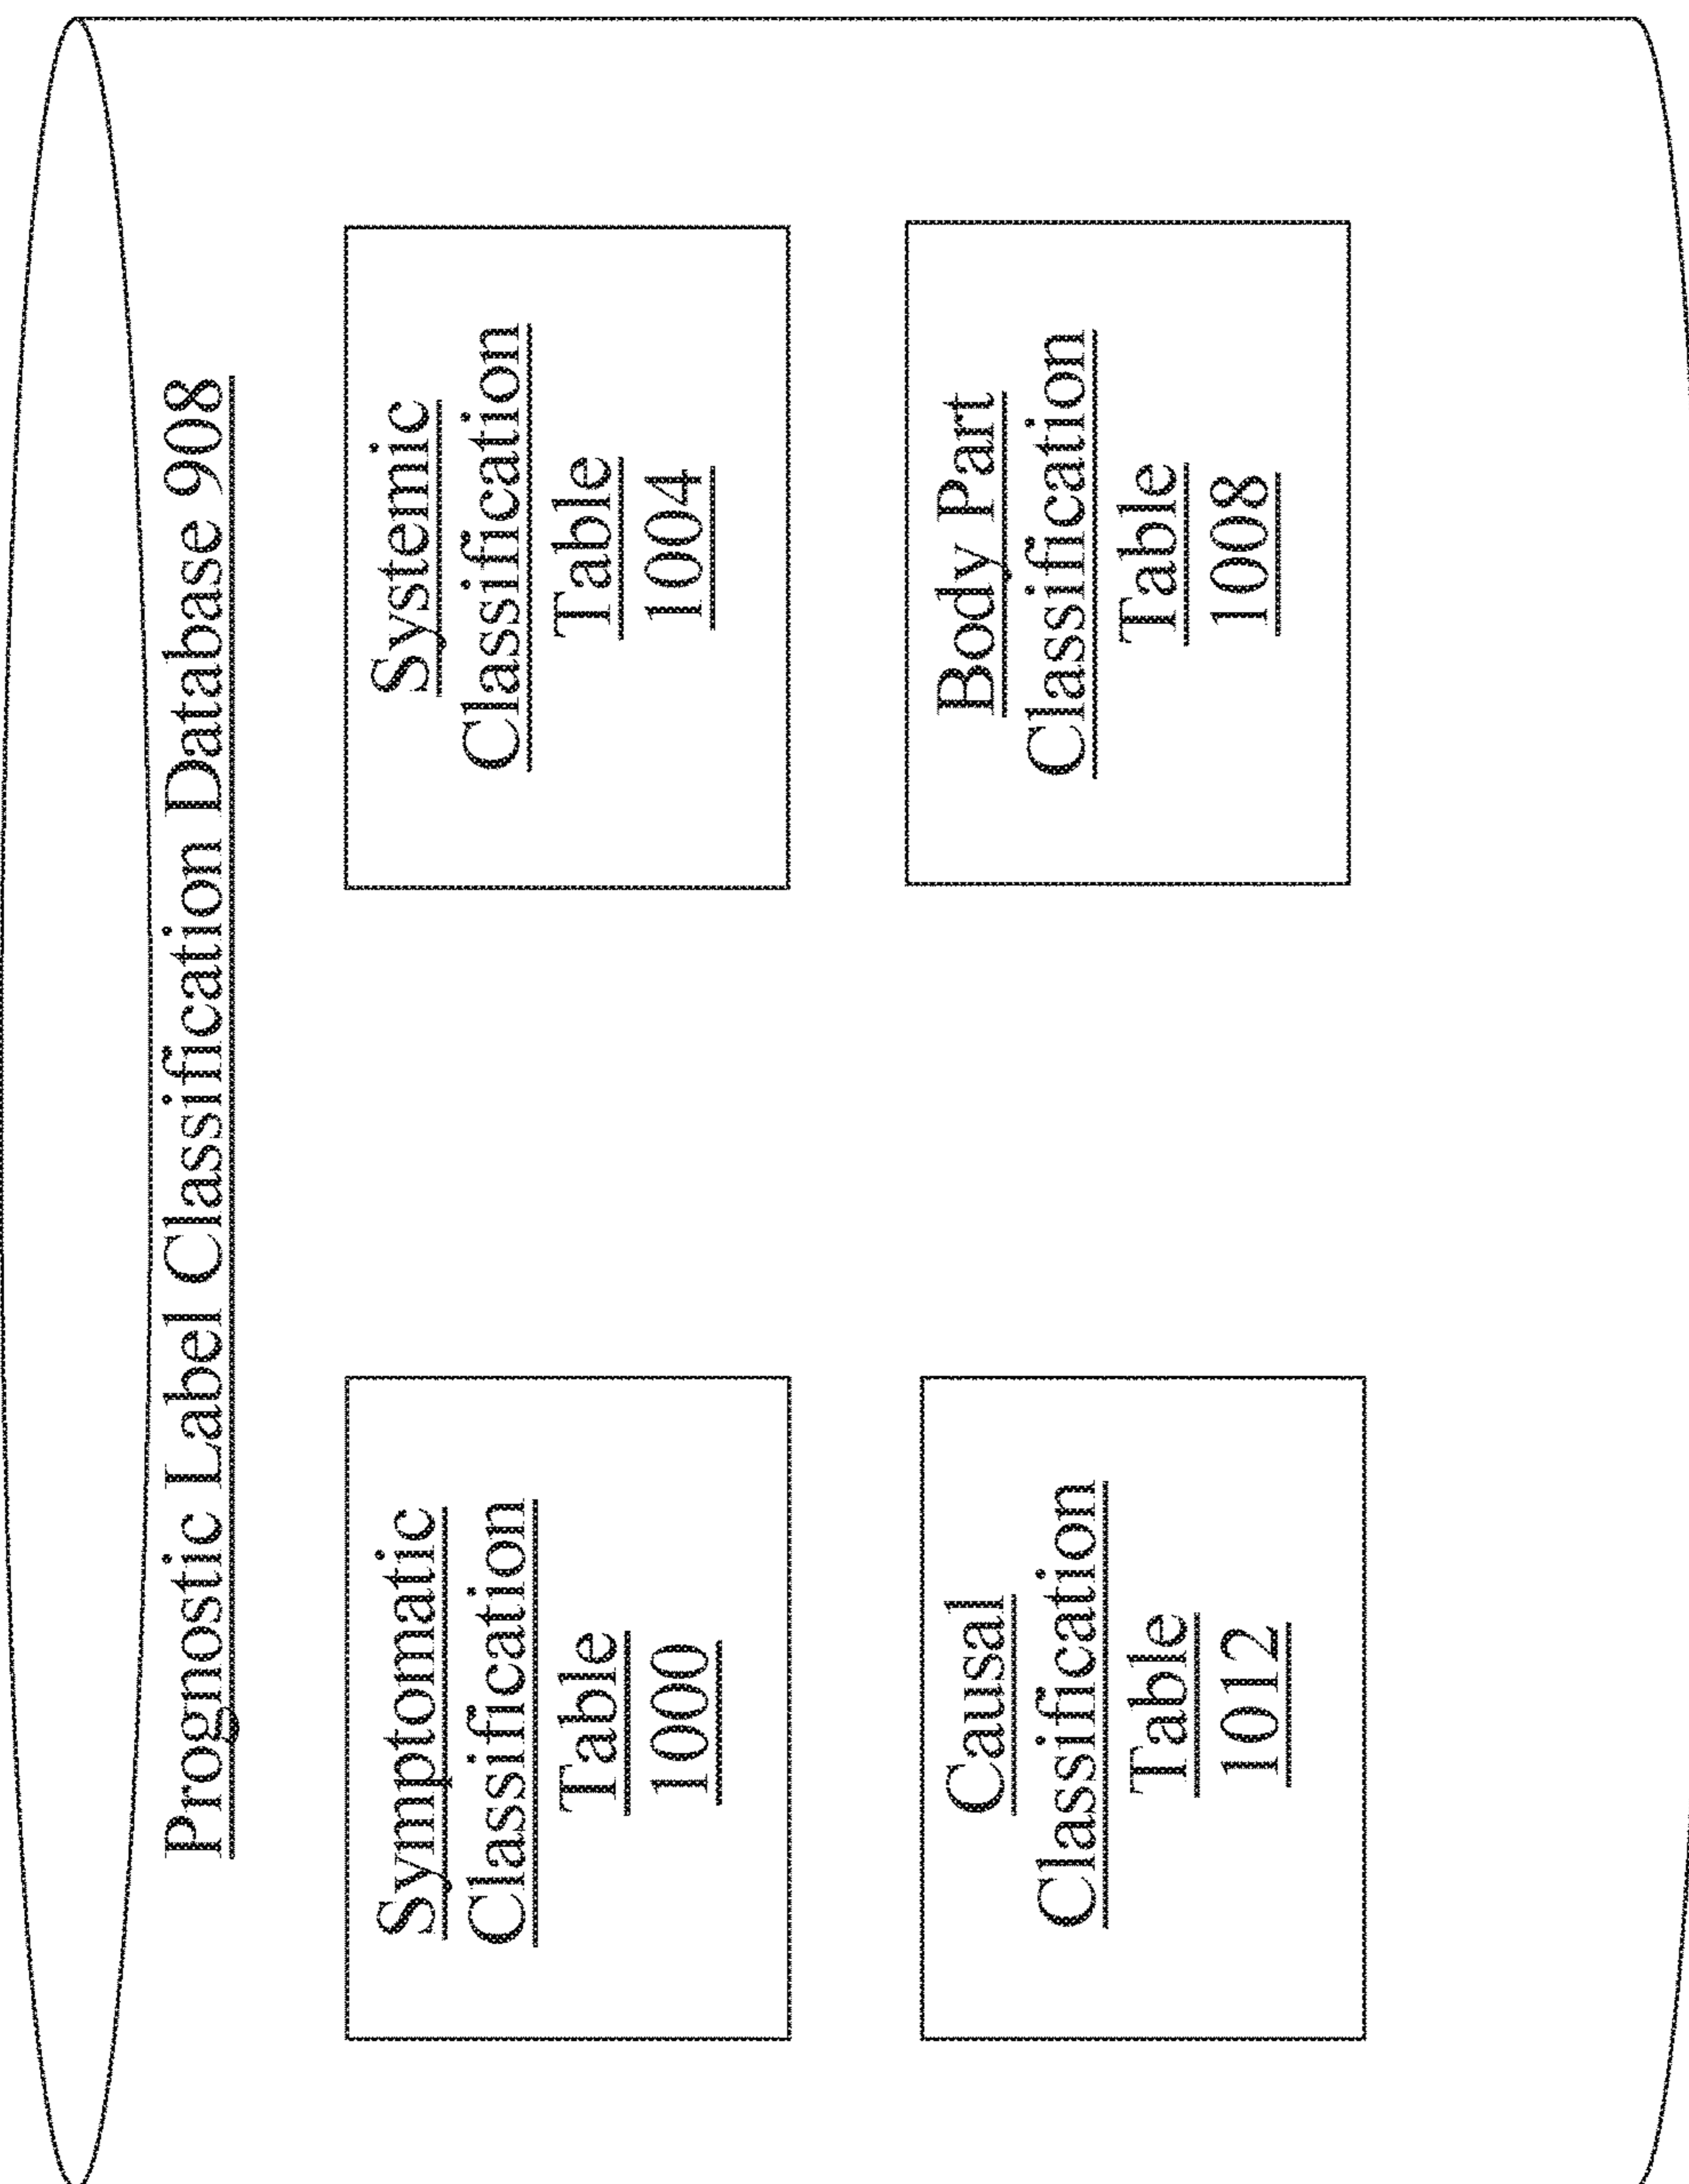 Prognostic Label Classification Database 908
Symptomatic
Classification
Table
1000
Systemic
Classification
Table
1004
Causal
Classification
Table
1012
Body Part
Classification
Table
1008